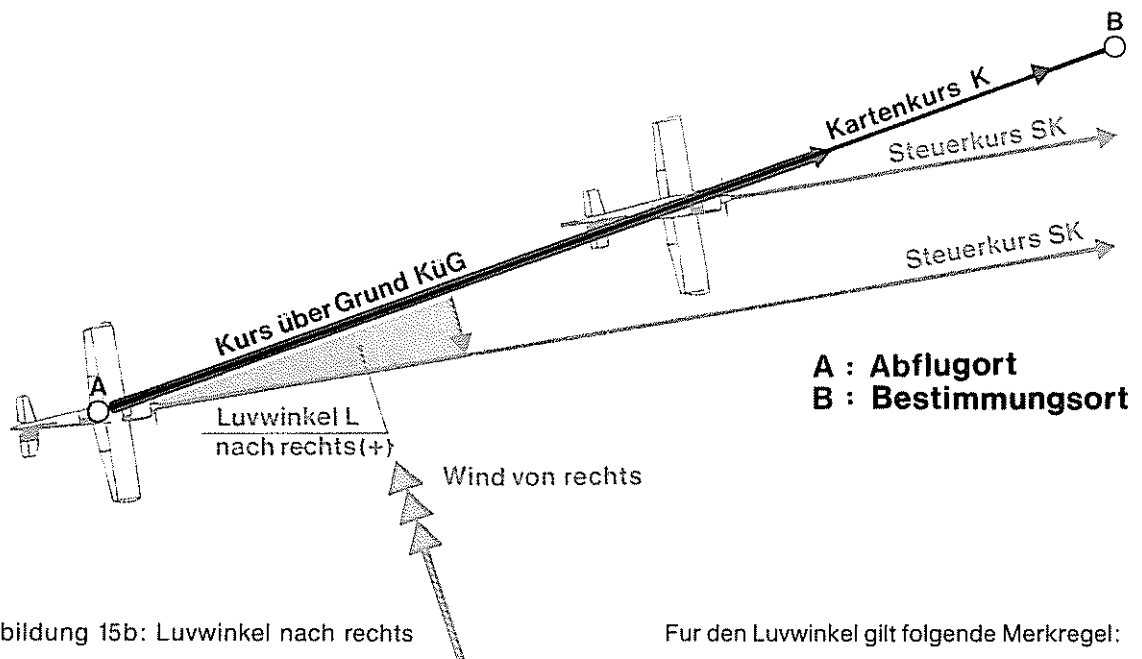 B
Kartenkurs K
Steuerkurs SK
Steuerkurs SK
Kurs über Grund KüG
A
A : Abflugort
B : Bestimmungsort
Luvwinkel L
nach rechts (+)
Wind von rechts
bildung 15b: Luvwinkel nach rechts
Fur den Luvwinkel gilt folgende Merkregel: